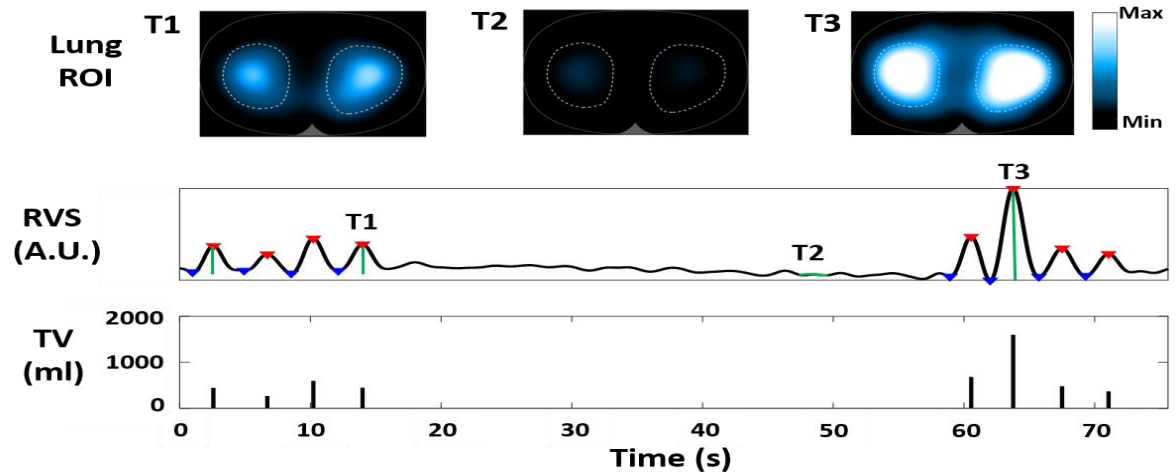 Lung
ROI
T1
T2
T3
Max
Min
RVS
(A.U.)
T1
T2
T3
TV
(ml)
2000
1000
0
0 10 20 30 40 50 60 70
Time (s)